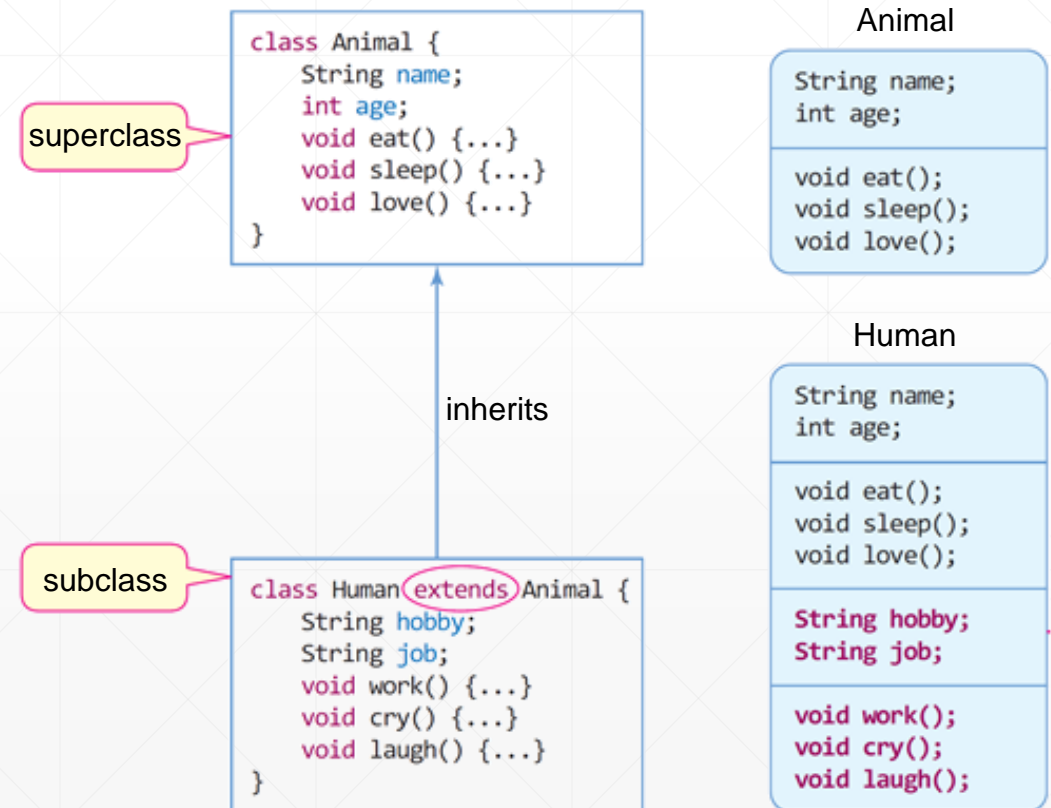 superclass
class Animal {
String name;
int age;
void eat() {...}
void sleep() {...}
void love() {...}
}
Animal
String name;
int age;
void eat();
void sleep();
void love();
inherits
subclass
class Human extends Animal {
String hobby;
String job;
void work() {...}
void cry() {...}
void laugh() {...}
}
Human
String name;
int age;
void eat();
void sleep();
void love();
String hobby;
String job;
void work();
void cry();
void laugh();